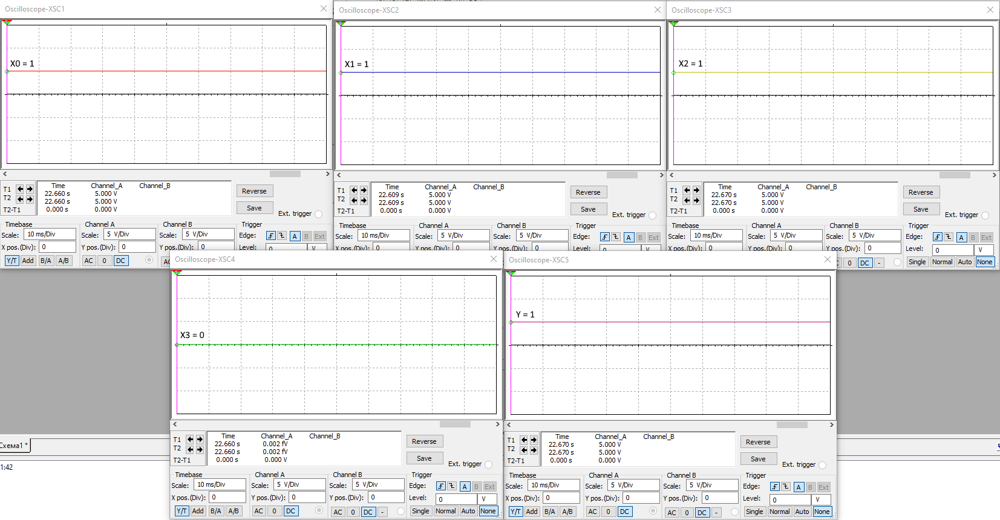 Oscilloscope-XSC1
X0 = 1
Time Channel_A Channel_B
T1 22.660 s 5.000 V
T2 22.660 s 5.000 V
T2-T1 0.000 s 0.000 V
Reverse
Save
Ext. trigger
Timebase Channel A Channel B Trigger
Scale: 10 ms/Div Scale: 5 V/Div Scale: 5 V/Div Edge: A B Ext
X pos.(Div): 0 Y pos.(Div): 0 Y pos.(Div): 0 Level: 0 V
Y/T Add B/A A/B AC 0 DC AC
Oscilloscope-XSC2
X1 = 1
Time Channel_A Channel_B
T1 22.609 s 5.000 V
T2 22.609 s 5.000 V
T2-T1 0.000 s 0.000 V
Reverse
Save
Ext. trigger
Timebase Channel A Channel B Trigger
Scale: 10 ms/Div Scale: 5 V/Div Scale: 5 V/Div Edge: A B Ext
X pos.(Div): 0 Y pos.(Div): 0 Y pos.(Div): 0 Level: 0 V
Oscilloscope-XSC3
X2 = 1
Time Channel_A Channel_B
T1 22.670 s 5.000 V
T2 22.670 s 5.000 V
T2-T1 0.000 s 0.000 V
Reverse
Save
Ext. trigger
Timebase Channel A Channel B Trigger
Scale: 10 ms/Div Scale: 5 V/Div Scale: 5 V/Div Edge: A B Ext
X pos.(Div): 0 Y pos.(Div): 0 Y pos.(Div): 0 Level: 0 V
0 DC - Single Normal Auto None
Oscilloscope-XSC4
X3 = 0
Time Channel_A Channel_B
T1 22.660 s 0.002 fV
T2 22.660 s 0.002 fV
T2-T1 0.000 s 0.000 V
Reverse
Save
Ext. trigger
Timebase Channel A Channel B Trigger
Scale: 10 ms/Div Scale: 5 V/Div Scale: 5 V/Div Edge: A B Ext
X pos.(Div): 0 Y pos.(Div): 0 Y pos.(Div): 0 Level: 0 V
Y/T Add B/A A/B AC 0 DC AC 0 DC - Single Normal Auto None
Oscilloscope-XSC5
Y = 1
Time Channel_A Channel_B
T1 22.670 s 5.000 V
T2 22.670 s 5.000 V
T2-T1 0.000 s 0.000 V
Reverse
Save
Ext. trigger
Timebase Channel A Channel B Trigger
Scale: 10 ms/Div Scale: 5 V/Div Scale: 5 V/Div Edge: A B Ext
X pos.(Div): 0 Y pos.(Div): 0 Y pos.(Div): 0 Level: 0 V
Y/T Add B/A A/B AC 0 DC AC 0 DC - Single Normal Auto None
Схема1 *
1:42